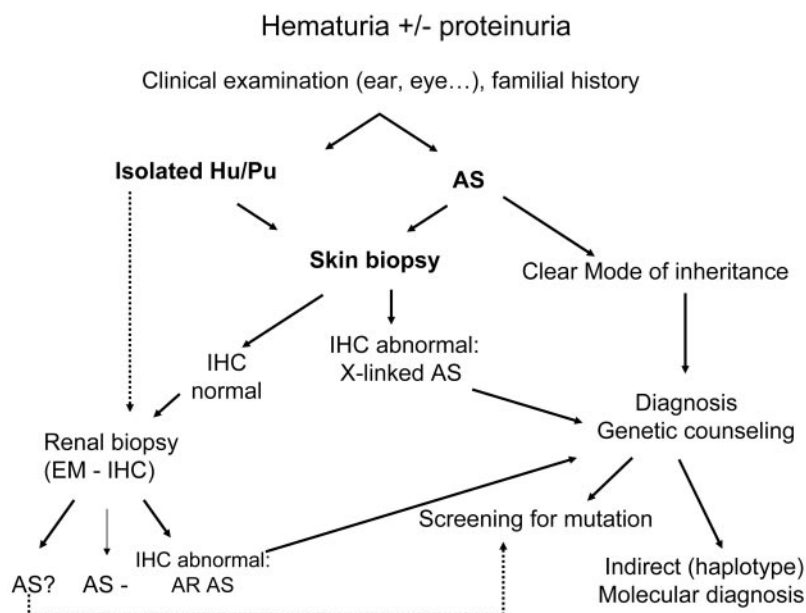 Hematuria +/- proteinuria
Clinical examination (ear, eye…), familial history
Isolated Hu/Pu
AS
Skin biopsy
Clear Mode of inheritance
IHC
normal
IHC abnormal:
X-linked AS
Diagnosis
Genetic counseling
Renal biopsy
(EM - IHC)
Screening for mutation
AS?
AS -
IHC abnormal:
AR AS
Indirect (haplotype)
Molecular diagnosis